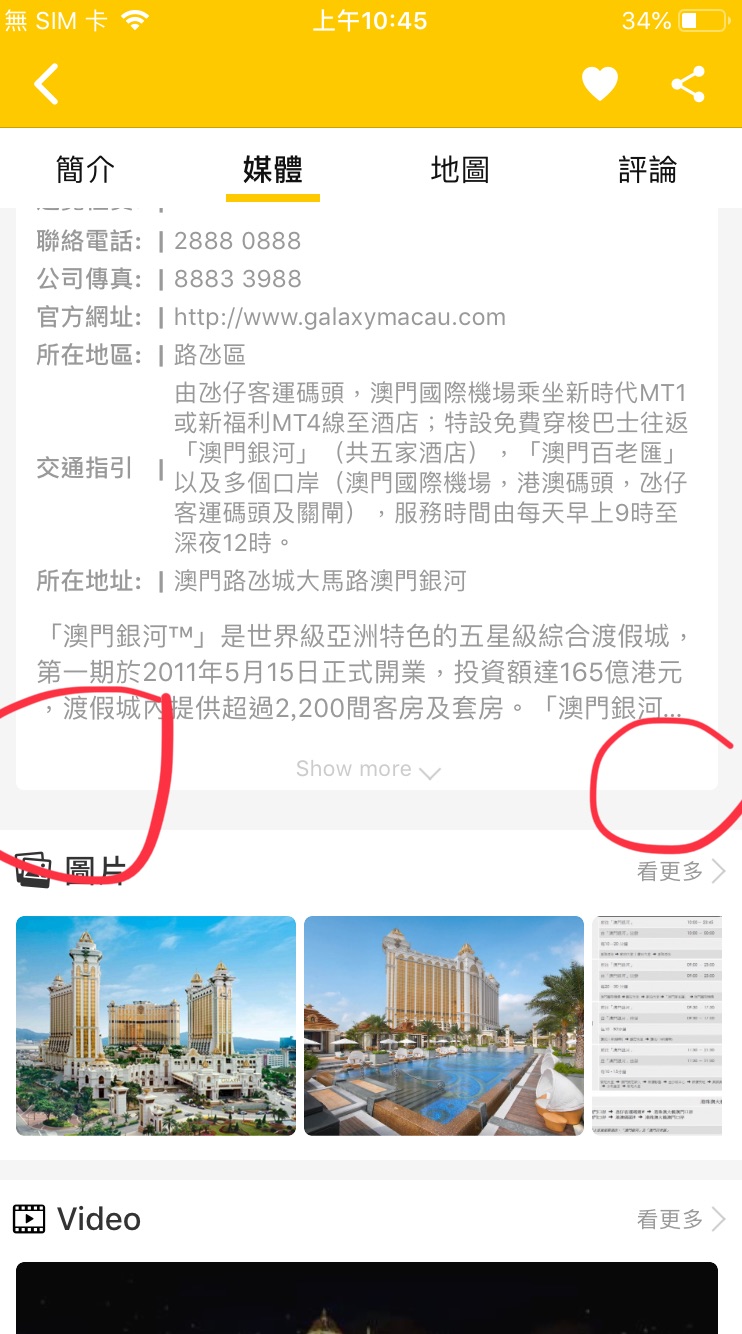 無 SIM 卡
上午10:45
34%
簡介
媒體
地圖
評論
聯絡電話: | 2888 0888
公司傳真: | 8883 3988
官方網址: | http://www.galaxymacau.com
所在地區: | 路氹區
交通指引 |
由氹仔客運碼頭，澳門國際機場乘坐新時代MT1
或新福利MT4線至酒店；特設免費穿梭巴士往返
「澳門銀河」（共五家酒店），「澳門百老匯」
以及多個口岸（澳門國際機場，港澳碼頭，氹仔
客運碼頭及關閘），服務時間由每天早上9時至
深夜12時。
所在地址: | 澳門路氹城大馬路澳門銀河
「澳門銀河™」是世界級亞洲特色的五星級綜合渡假城，
第一期於2011年5月15日正式開業，投資額達165億港元
，渡假城內提供超過2,200間客房及套房。「澳門銀河...
Show more
圖片
看更多
Video
看更多